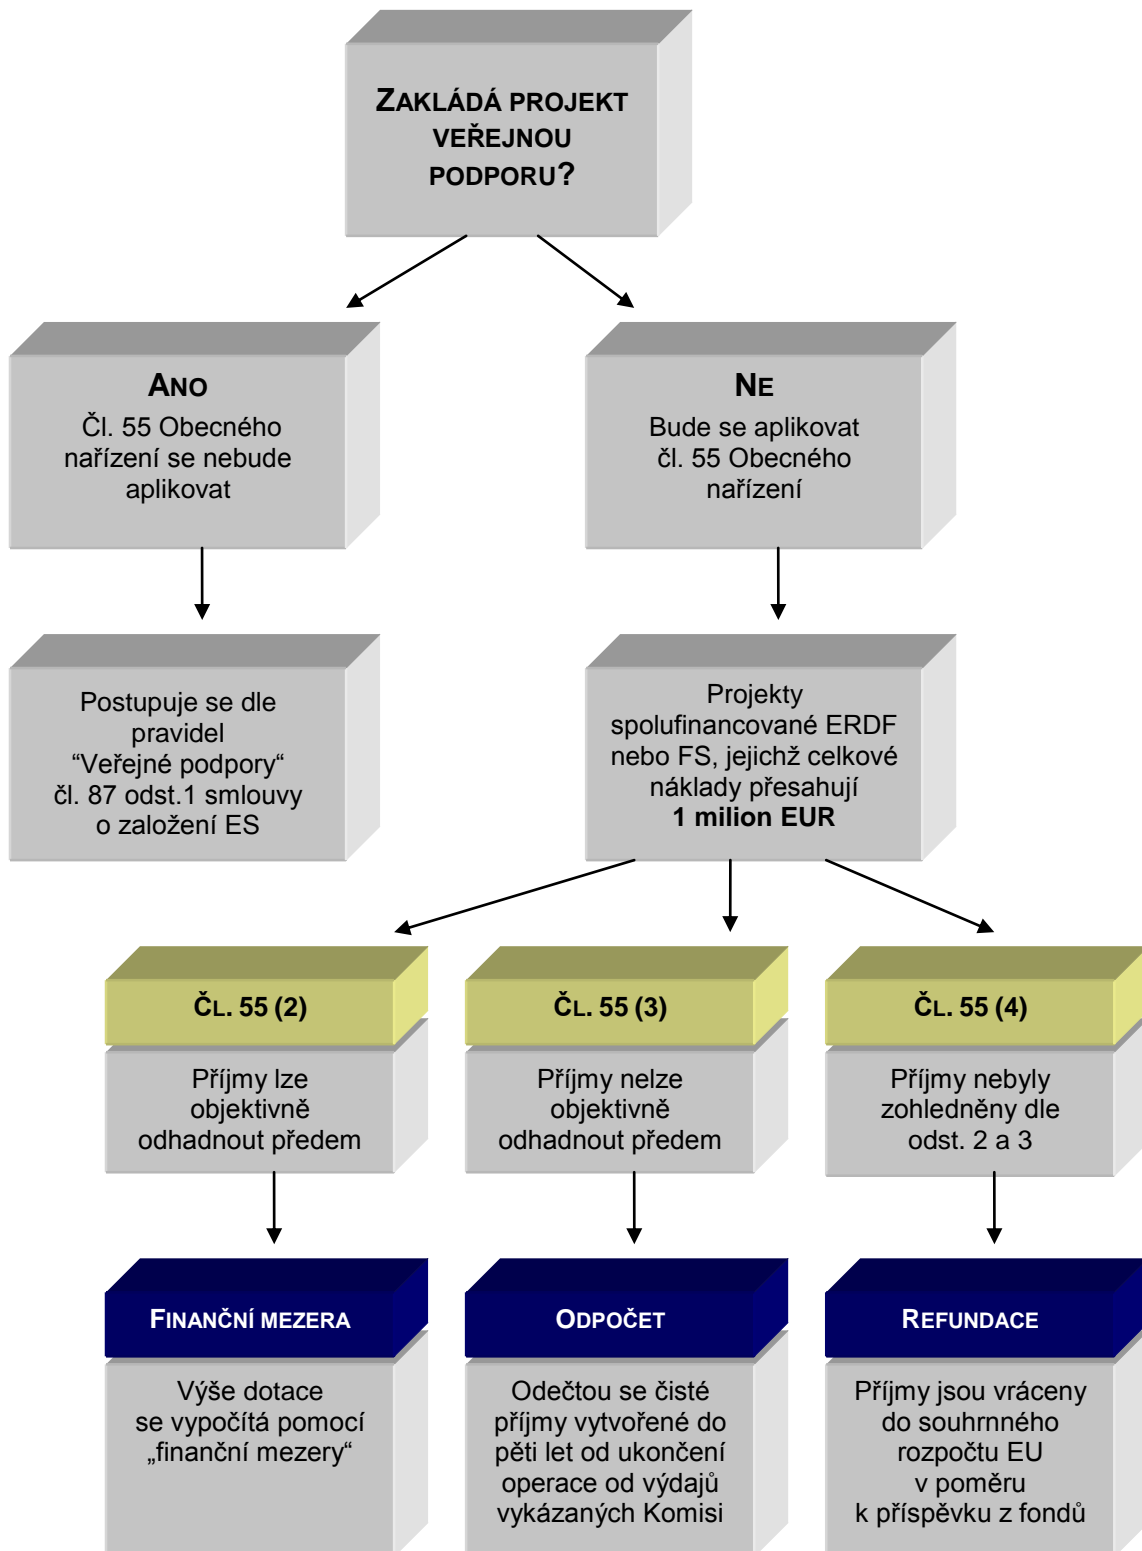 ZAKLÁDÁ PROJEKT
VEŘEJNOU
PODPORU?
ANO
Čl. 55 Obecného
nařízení se nebude
aplikovat
NE
Bude se aplikovat
čl. 55 Obecného
nařízení
Postupuje se dle
pravidel
“Veřejné podpory“
čl. 87 odst.1 smlouvy
o založení ES
Projekty
spolufinancované ERDF
nebo FS, jejichž celkové
náklady přesahují
1 milion EUR
ČL. 55 (2)
Příjmy lze
objektivně
odhadnout předem
ČL. 55 (3)
Příjmy nelze
objektivně
odhadnout předem
ČL. 55 (4)
Příjmy nebyly
zohledněny dle
odst. 2 a 3
FINANČNÍ MEZERA
Výše dotace
se vypočítá pomocí
„finanční mezery“
ODPOČET
Odečtou se čisté
příjmy vytvořené do
pěti let od ukončení
operace od výdajů
vykázaných Komisi
REFUNDACE
Příjmy jsou vráceny
do souhrnného
rozpočtu EU
v poměru
k příspěvku z fondů